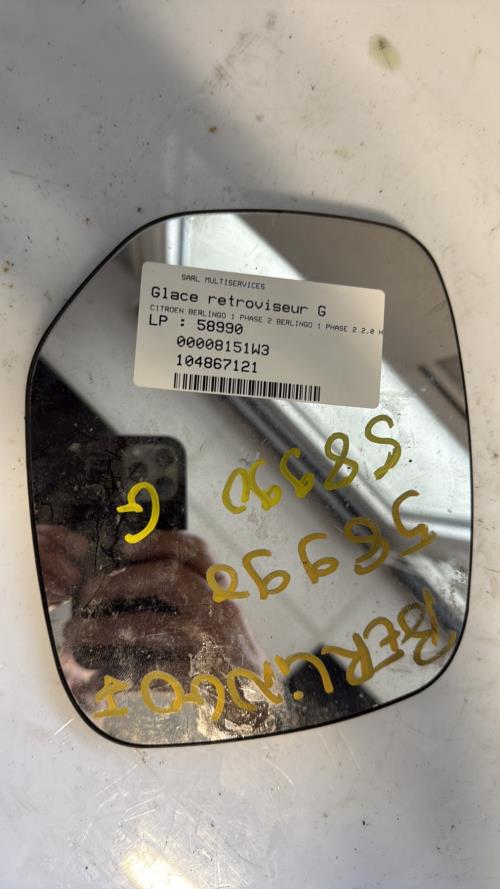 SARL MULTISERVICES
Glace retroviseur G
CITROEN BERLINGO 1 PHASE 2 BERLINGO 1 PHASE 2 2.0 H
LP : 58990
00008151W3
104867121
58990
G
58990
BERLINGO I